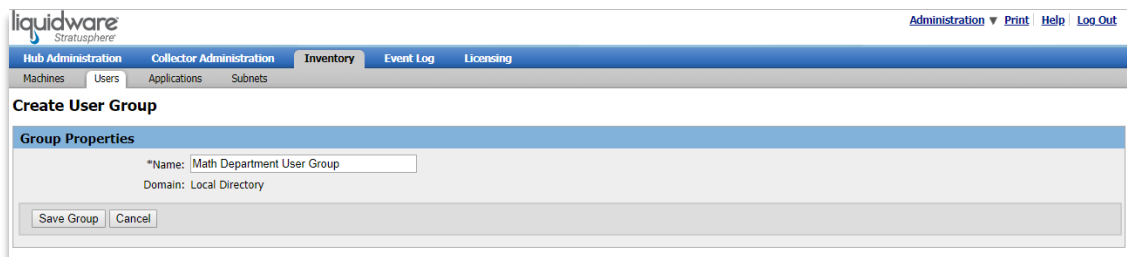 liquidware
Stratusphere
Administration ▼ Print Help Log Out
Hub Administration Collector Administration Inventory Event Log Licensing
Machines Users Applications Subnets
Create User Group
Group Properties
*Name: Math Department User Group
Domain: Local Directory
Save Group Cancel